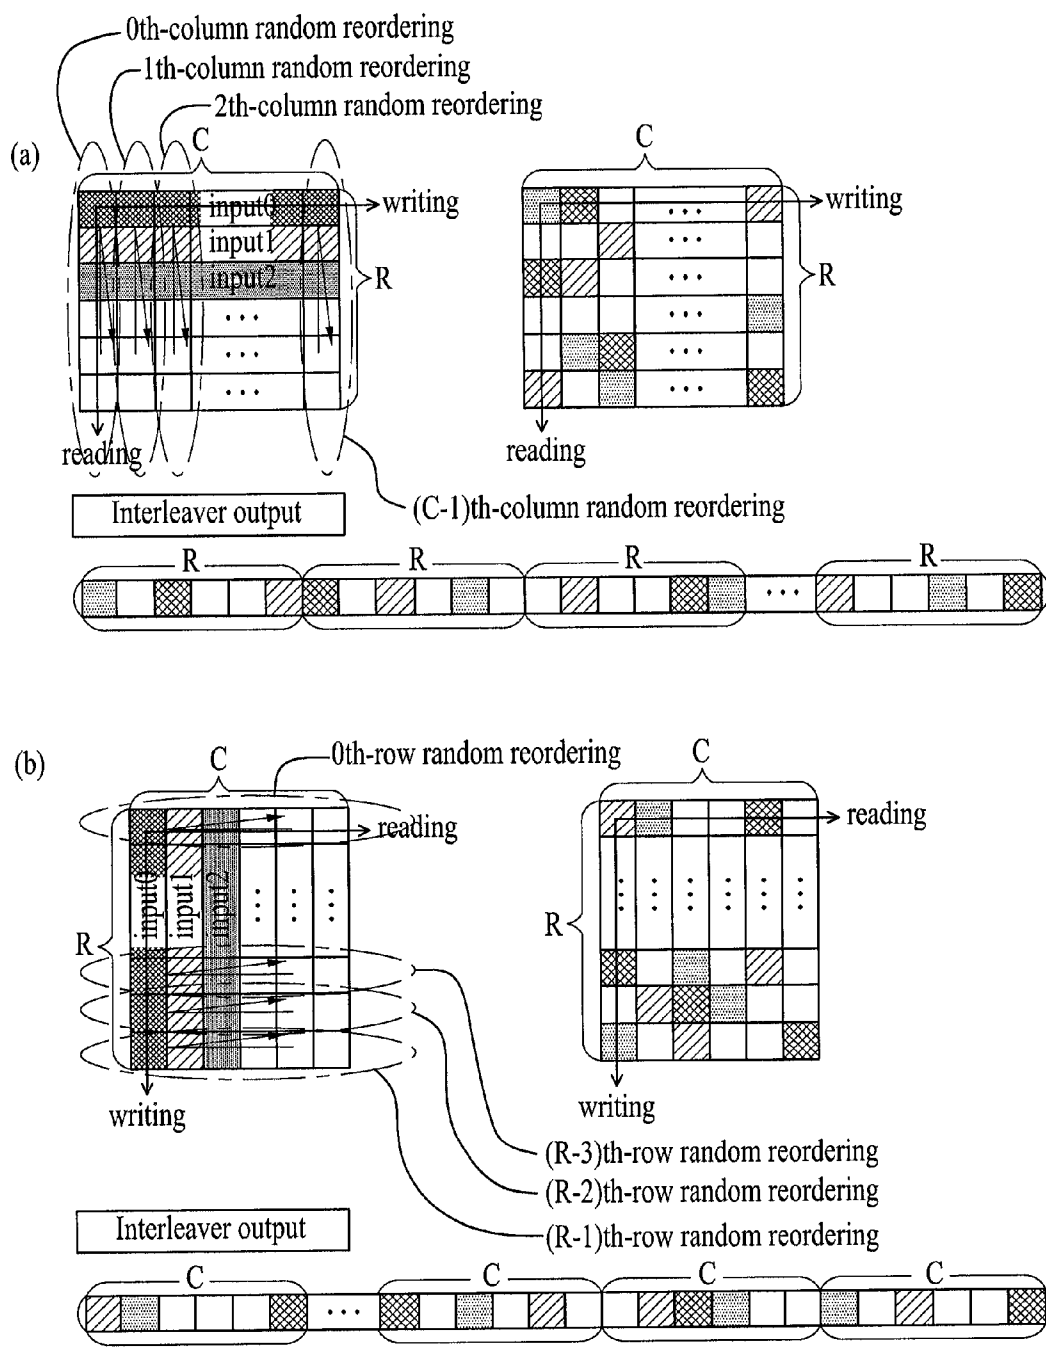 0th-column random reordering
1th-column random reordering
2th-column random reordering
(a)
C
C
input0
writing
writing
input1
input2
R
R
...
...
...
...
...
...
...
...
...
reading
reading
Interleaver output
(C-1)th-column random reordering
R
R
R
R
...
(b)
0th-row random reordering
C
C
reading
reading
input0
input1
input2
R
R
writing
writing
(R-3)th-row random reordering
(R-2)th-row random reordering
(R-1)th-row random reordering
Interleaver output
C
C
C
C
...